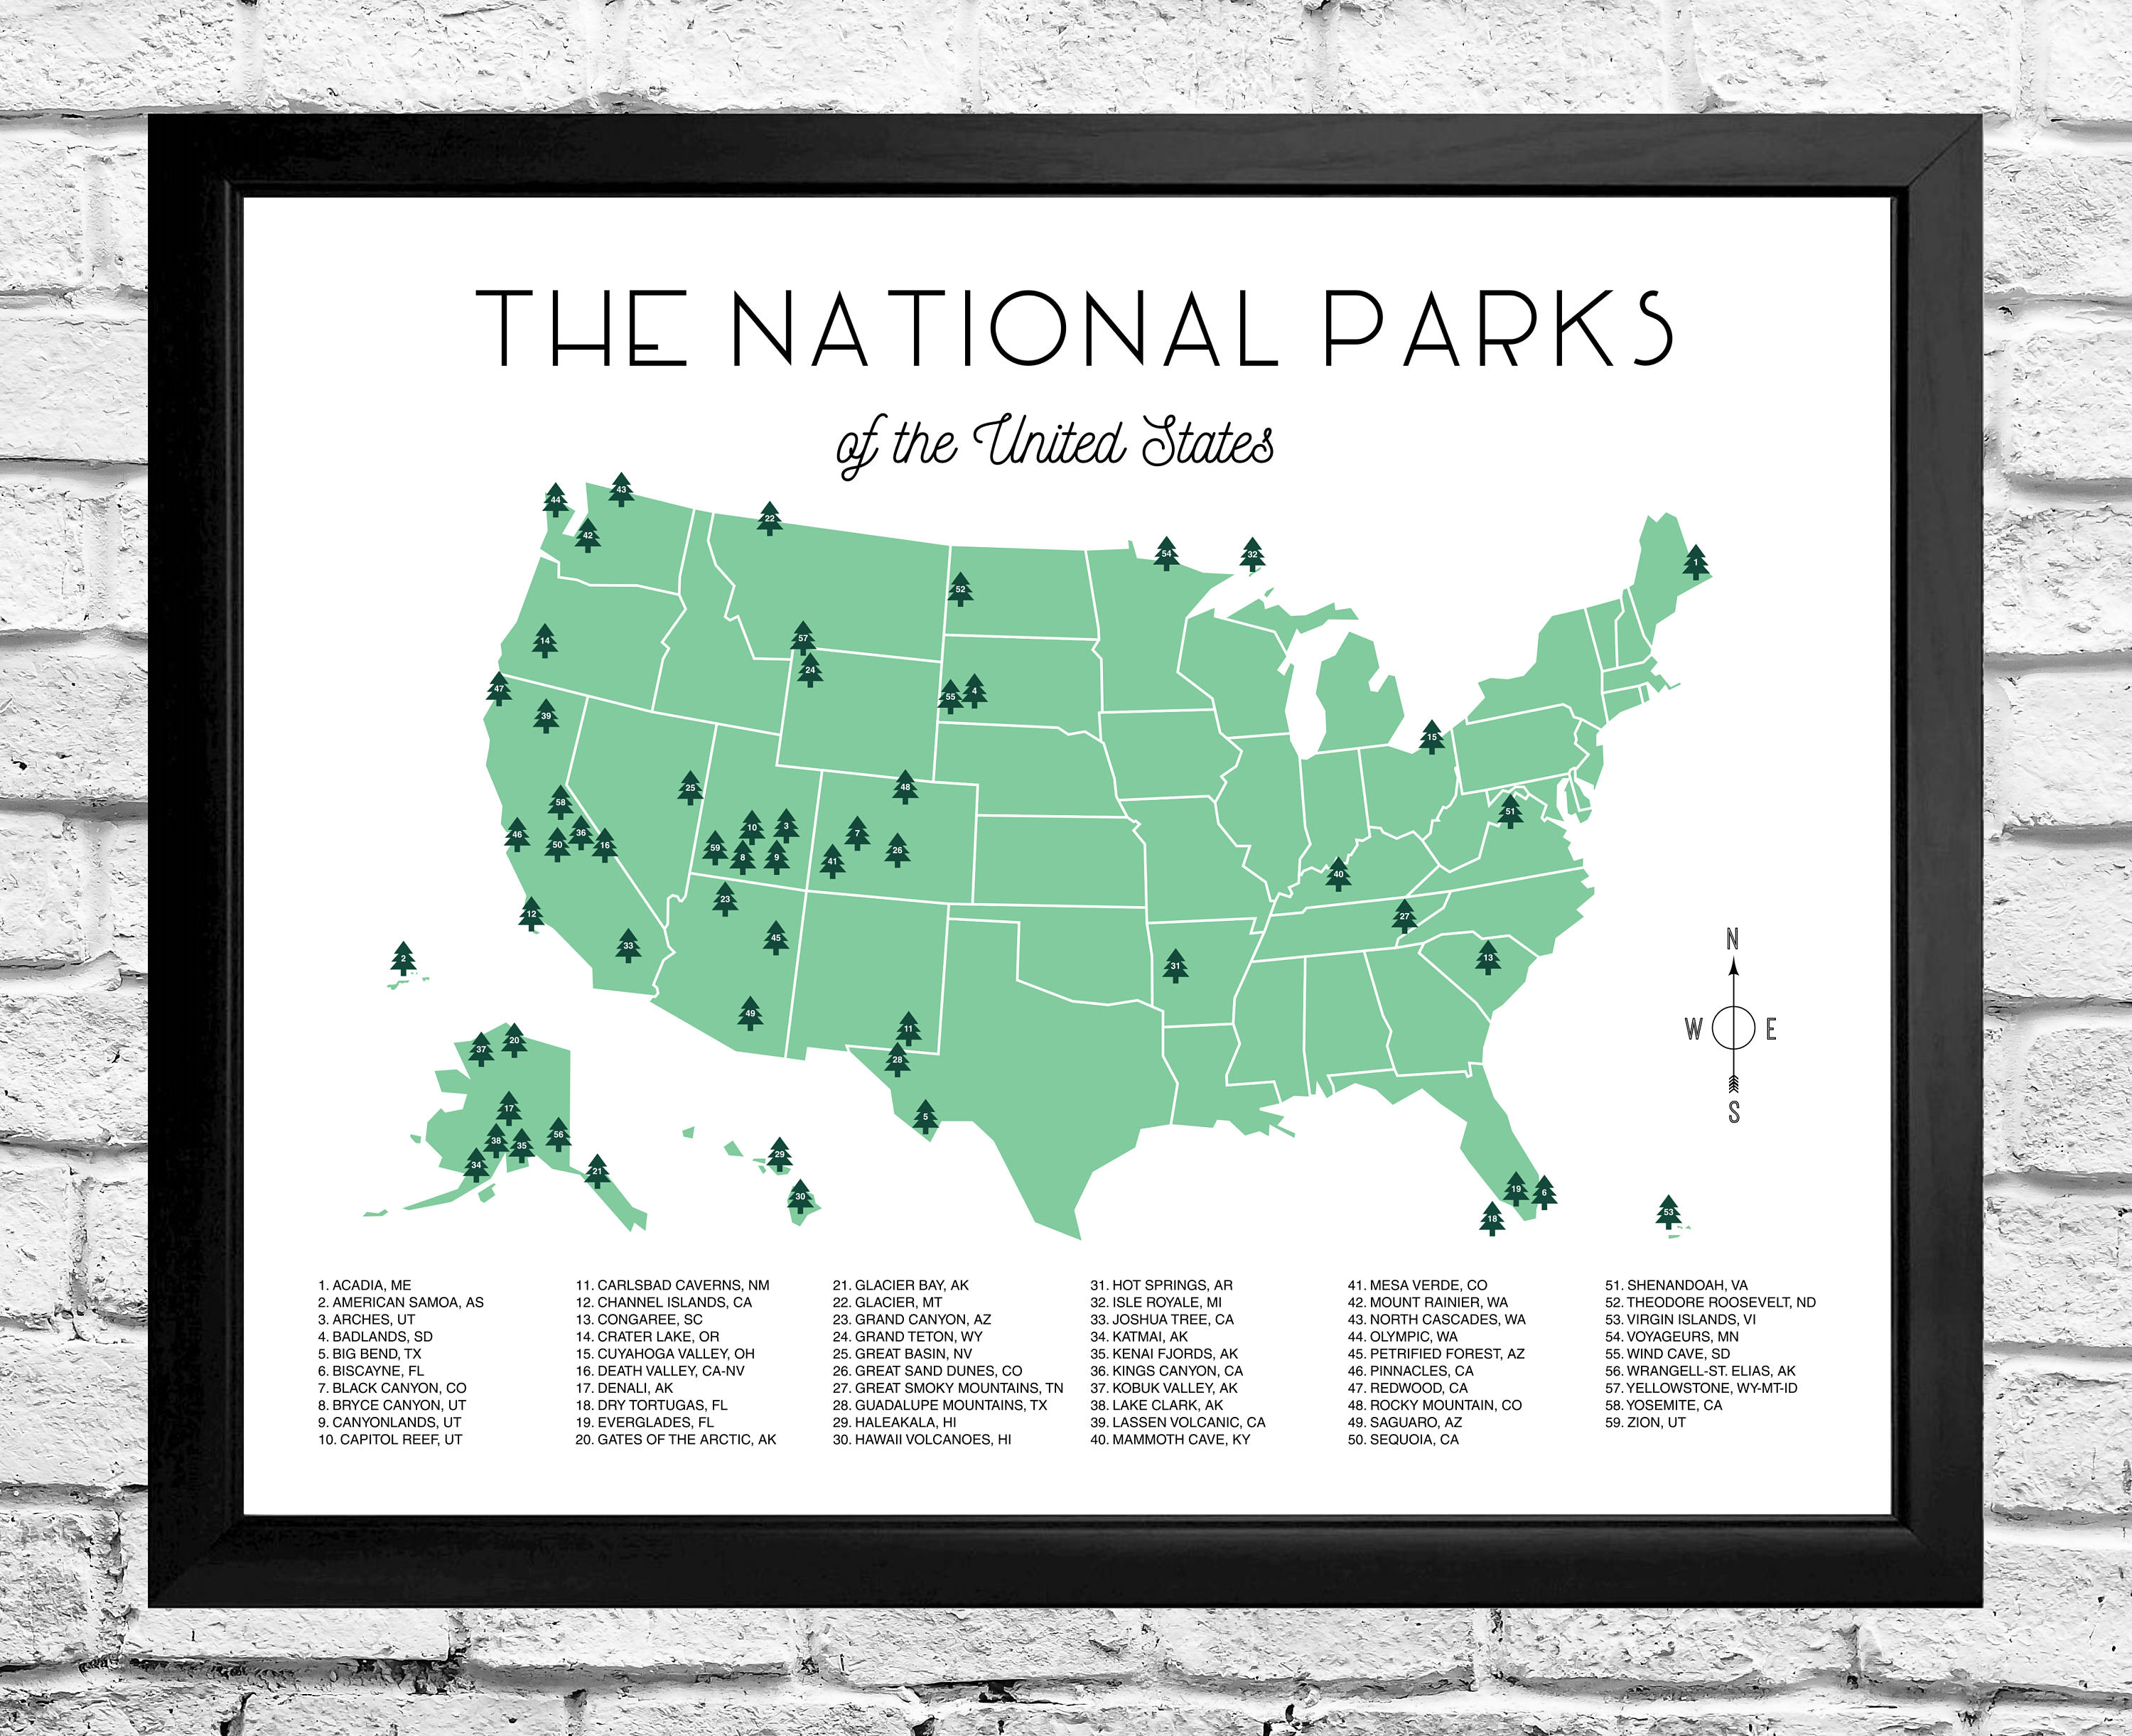 THE NATIONAL PARKS
of the United States
43
44
22
42
54
32
1
52
14
57
24
47
55
4
39
15
25
48
58
51
10
3
46
36
7
50
16
59
8
9
41
26
40
23
12
27
33
45
N
2
13
31
49
11
W
E
37
20
28
17
5
S
38
35
56
34
21
29
30
19
6
18
53
1. ACADIA, ME
2. AMERICAN SAMOA, AS
3. ARCHES, UT
4. BADLANDS, SD
5. BIG BEND, TX
6. BISCAYNE, FL
7. BLACK CANYON, CO
8. BRYCE CANYON, UT
9. CANYONLANDS, UT
10. CAPITOL REEF, UT
11. CARLSBAD CAVERNS, NM
12. CHANNEL ISLANDS, CA
13. CONGAREE, SC
14. CRATER LAKE, OR
15. CUYAHOGA VALLEY, OH
16. DEATH VALLEY, CA-NV
17. DENALI, AK
18. DRY TORTUGAS, FL
19. EVERGLADES, FL
20. GATES OF THE ARCTIC, AK
21. GLACIER BAY, AK
22. GLACIER, MT
23. GRAND CANYON, AZ
24. GRAND TETON, WY
25. GREAT BASIN, NV
26. GREAT SAND DUNES, CO
27. GREAT SMOKY MOUNTAINS, TN
28. GUADALUPE MOUNTAINS, TX
29. HALEAKALA, HI
30. HAWAII VOLCANOES, HI
31. HOT SPRINGS, AR
32. ISLE ROYALE, MI
33. JOSHUA TREE, CA
34. KATMAI, AK
35. KENAI FJORDS, AK
36. KINGS CANYON, CA
37. KOBUK VALLEY, AK
38. LAKE CLARK, AK
39. LASSEN VOLCANIC, CA
40. MAMMOTH CAVE, KY
41. MESA VERDE, CO
42. MOUNT RAINIER, WA
43. NORTH CASCADES, WA
44. OLYMPIC, WA
45. PETRIFIED FOREST, AZ
46. PINNACLES, CA
47. REDWOOD, CA
48. ROCKY MOUNTAIN, CO
49. SAGUARO, AZ
50. SEQUOIA, CA
51. SHENANDOAH, VA
52. THEODORE ROOSEVELT, ND
53. VIRGIN ISLANDS, VI
54. VOYAGEURS, MN
55. WIND CAVE, SD
56. WRANGELL-ST. ELIAS, AK
57. YELLOWSTONE, WY-MT-ID
58. YOSEMITE, CA
59. ZION, UT